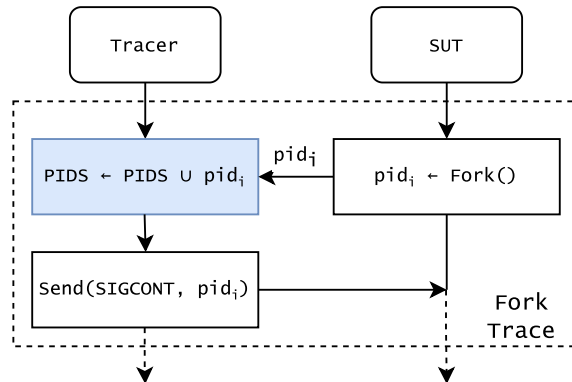 Tracer
SUT
pidᵢ
PIDS ← PIDS ∪ pidᵢ
pidᵢ ← Fork()
Send(SIGCONT, pidᵢ)
Fork
Trace